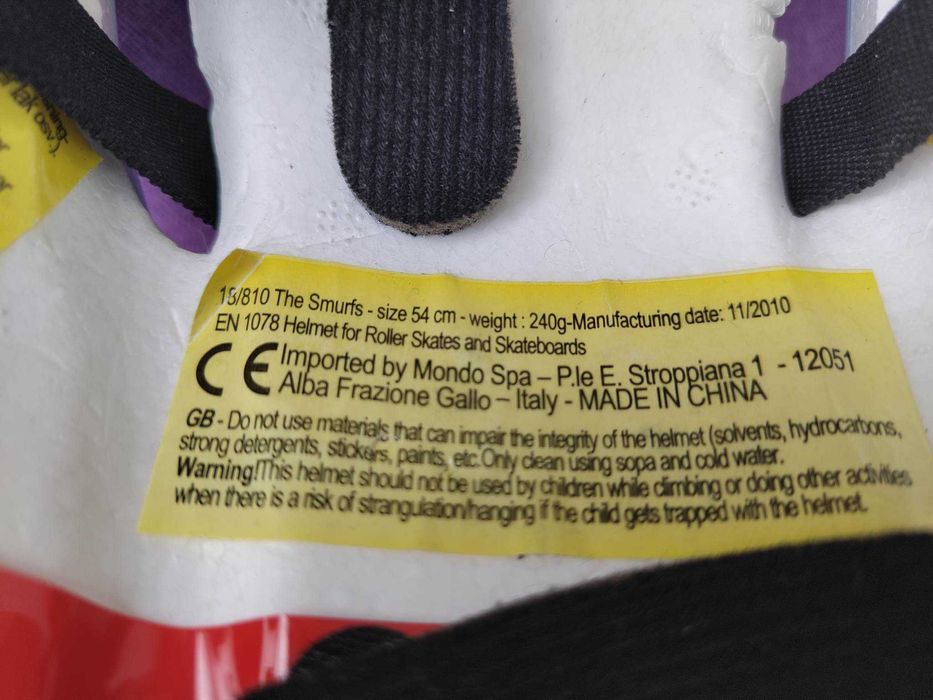 18/810 The Smurfs - size 54 cm - weight : 240g-Manufacturing date: 11/2010
EN 1078 Helmet for Roller Skates and Skateboards
CE Imported by Mondo Spa – P.le E. Stroppiana 1 - 12051
Alba Frazione Gallo – Italy - MADE IN CHINA
GB - Do not use materials that can impair the integrity of the helmet (solvents, hydrocarbons,
strong detergents, stickers, paints, etc.Only clean using sopa and cold water.
Warning!This helmet should not be used by children while climbing or doing other activities
when there is a risk of strangulation/hanging if the child gets trapped with the helmet.